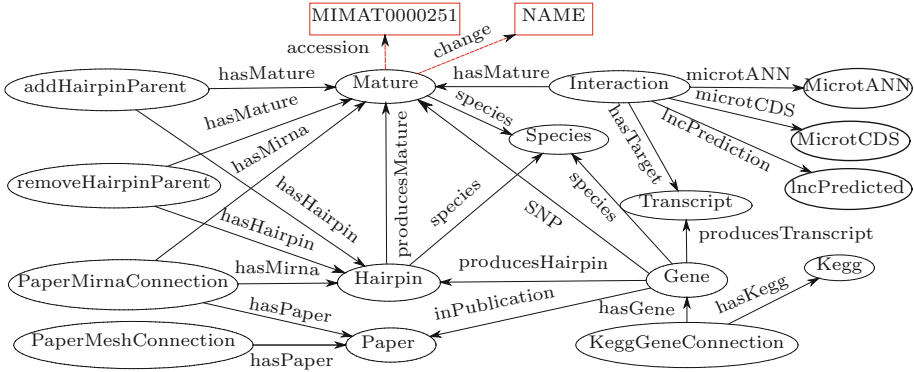 MIMAT0000251
NAME
accession
change
addHairpinParent
hasMature
Mature
hasMature
Interaction
microtANN
MicrotANN
microtCDS
hasMature
species
Species
hasTarget
lncPrediction
MicrotCDS
hasMirna
producesMature
removeHairpinParent
hasHairpin
species
species
lncPredicted
hasHairpin
SNP
Transcript
producesTranscript
PaperMirnaConnection
hasMirna
Hairpin
producesHairpin
Gene
Kegg
hasPaper
inPublication
hasGene
hasKegg
PaperMeshConnection
hasPaper
Paper
KeggGeneConnection